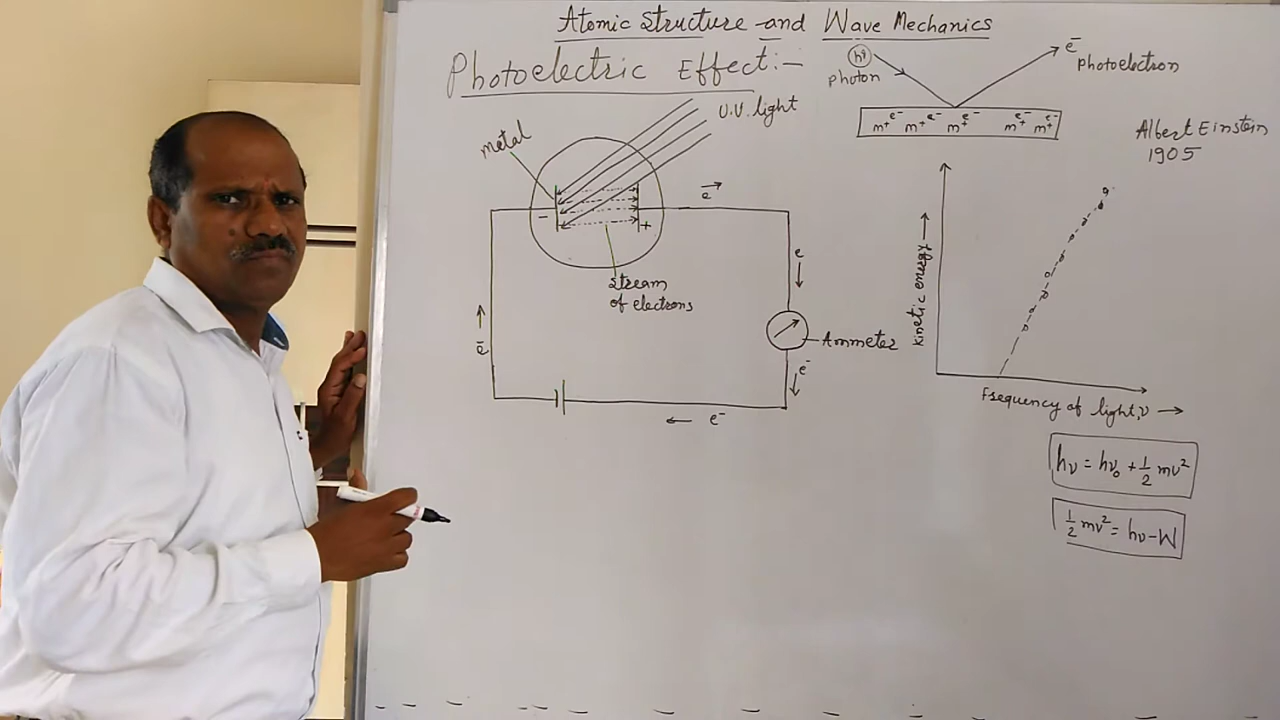 Atomic Structure and Wave Mechanics
Photoelectric Effect:-
U.V. light
metal
-
+
e⁻
Stream
of electrons
e
Ammeter
e⁻
e⁻
e⁻
hν
photon
e⁻
photoelectron
m+ e⁻ m+ e⁻ m+ e⁻ m+ e⁻ m+ e⁻
Albert Einstein
1905
Kinetic energy
Frequency of light, ν
hν = hν₀ + 1/2 mv²
1/2 mv² = hν - W